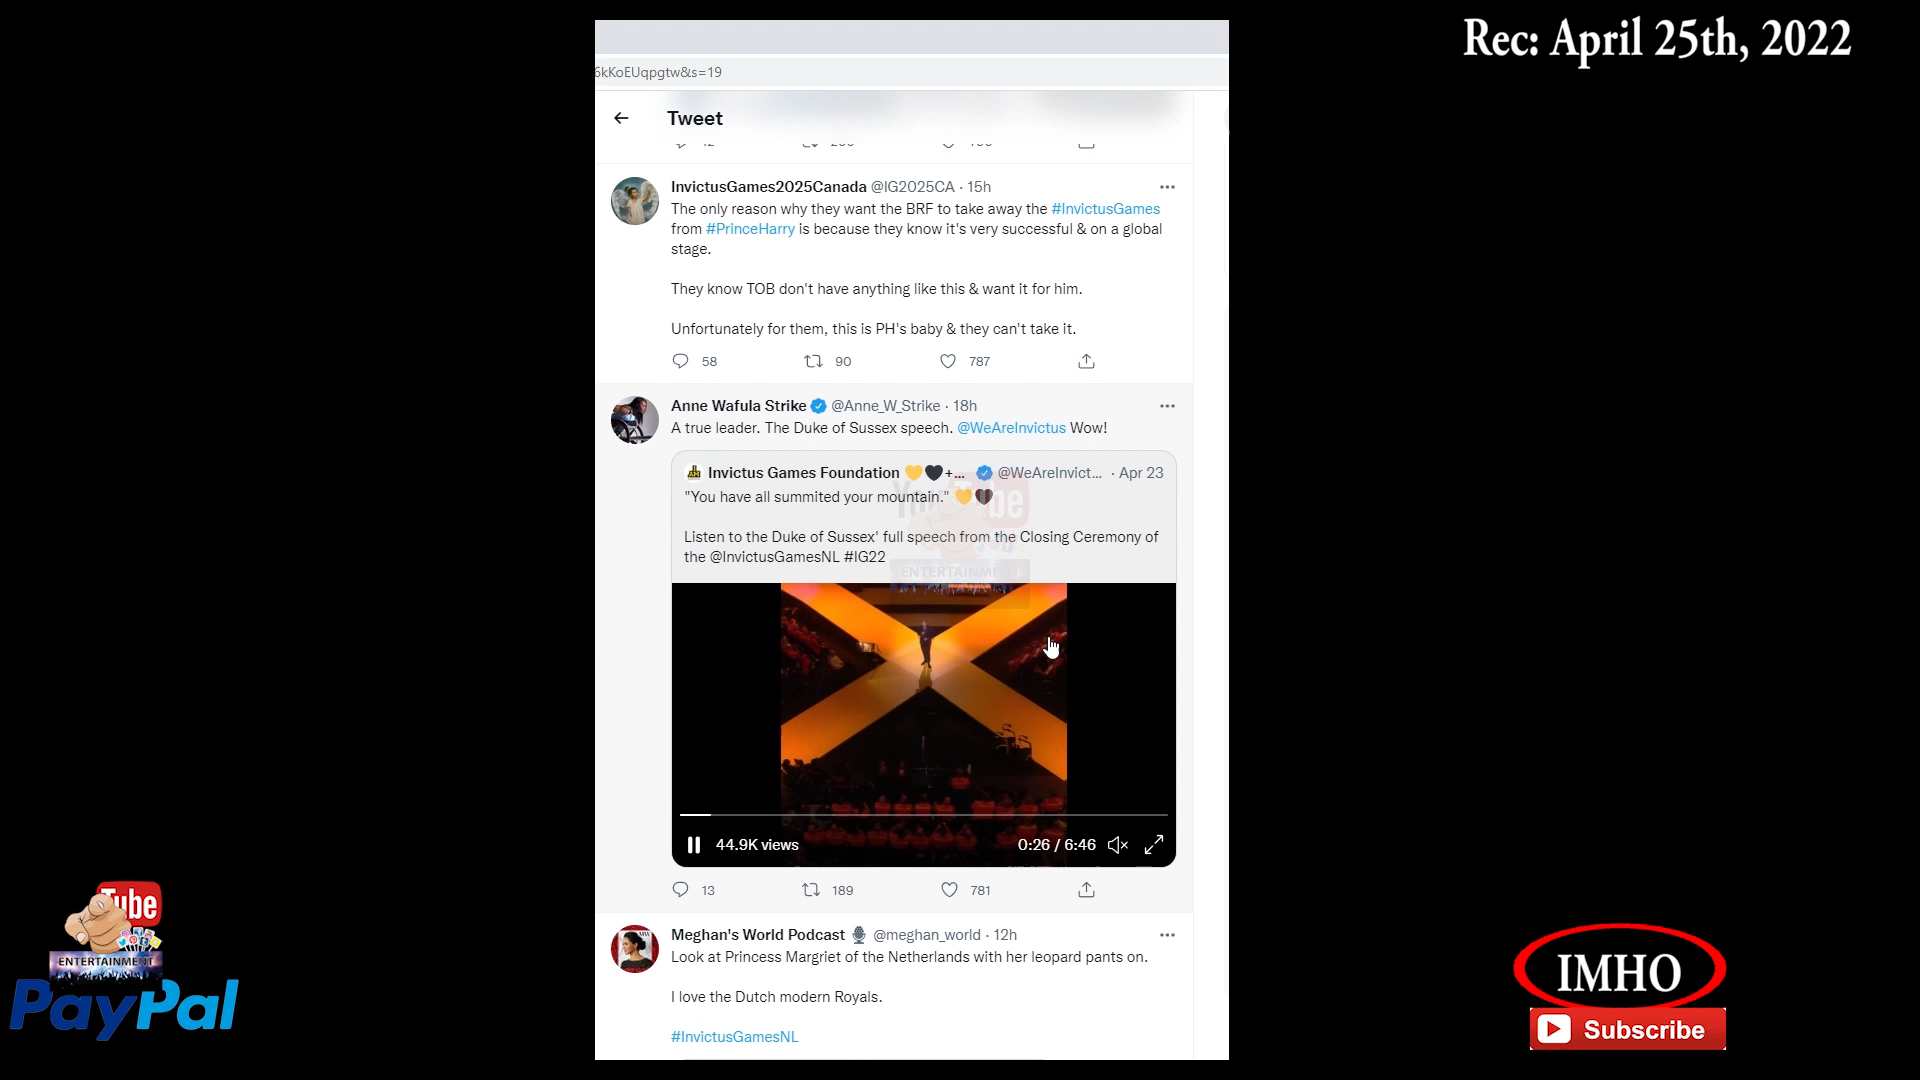 Rec: April 25th, 2022
6kKoEUqpgtw&s=19
Tweet
InvictusGames2025Canada @IG2025CA · 15h
The only reason why they want the BRF to take away the #InvictusGames
from #PrinceHarry is because they know it's very successful & on a global
stage.
They know TOB don't have anything like this & want it for him.
Unfortunately for them, this is PH's baby & they can't take it.
58 90 787
Anne Wafula Strike @Anne_W_Strike · 18h
A true leader. The Duke of Sussex speech. @WeAreInvictus Wow!
Invictus Games Foundation 💛🖤+... @WeAreInvict... · Apr 23
"You have all summited your mountain." 💛🖤
Listen to the Duke of Sussex' full speech from the Closing Ceremony of
the @InvictusGamesNL #IG22
ENTERTAINMENT
44.9K views 0:26 / 6:46
13 189 781
Meghan's World Podcast 🎙 @meghan_world · 12h
Look at Princess Margriet of the Netherlands with her leopard pants on.
I love the Dutch modern Royals.
#InvictusGamesNL
Tube
ENTERTAINMENT
PayPal
IMHO
Subscribe